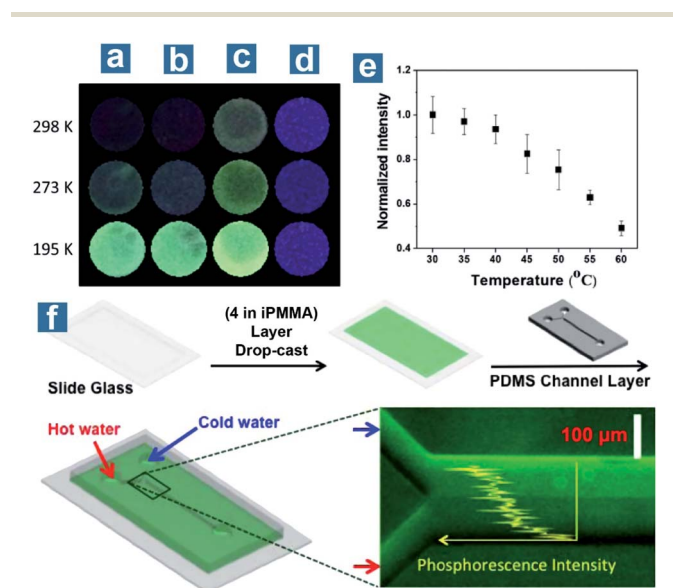 a b c d
298 K
273 K
195 K
e
Normalized intensity
1.2
1.0
0.8
0.6
0.4
30 35 40 45 50 55 60
Temperature (°C)
f
Slide Glass
(4 in iPMMA)
Layer
Drop-cast
PDMS Channel Layer
Hot water
Cold water
100 μm
Phosphorescence Intensity